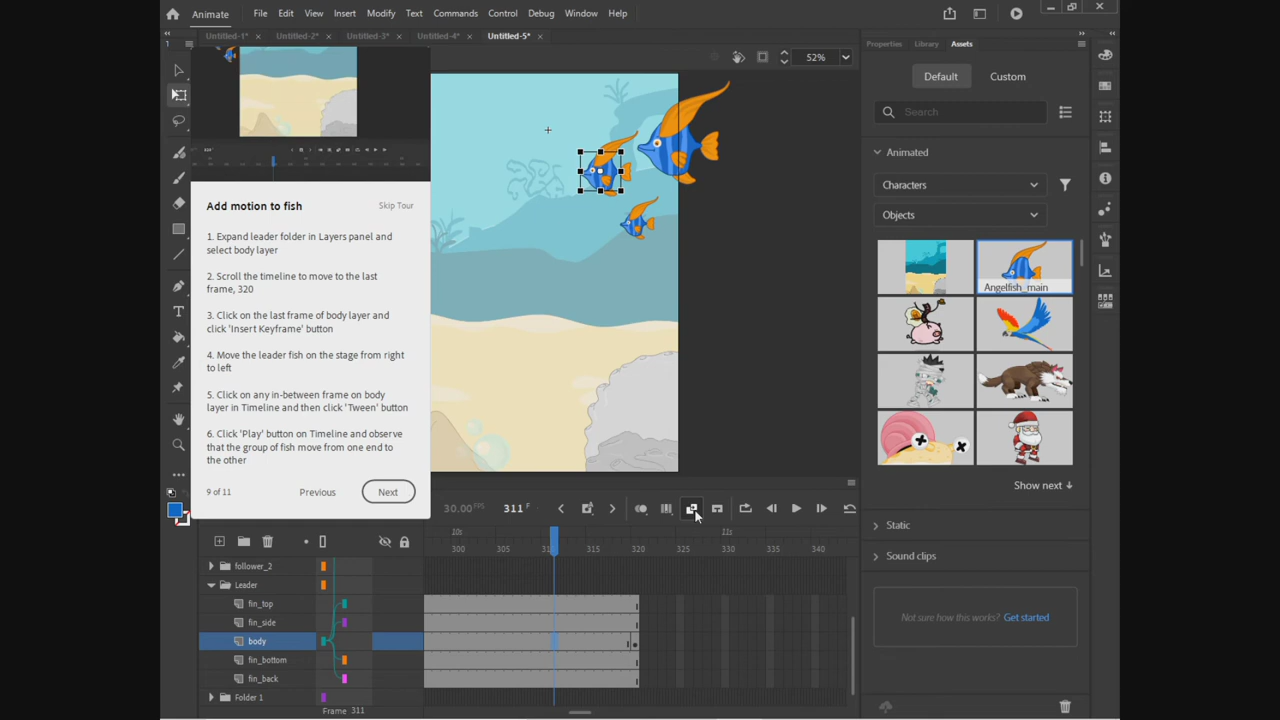 Animate File Edit View Insert Modify Text Commands Control Debug Window Help
Untitled-1* × Untitled-2* × Untitled-3* × Untitled-4* × Untitled-5* ×
Properties Library Assets
52%
Default Custom
Search
Animated
Characters
Objects
Angelfish_main
Show next
Static
Sound clips
Not sure how this works? Get started
1
Add motion to fish Skip Tour
1. Expand leader folder in Layers panel and
select body layer
2. Scroll the timeline to move to the last
frame, 320
3. Click on the last frame of body layer and
click 'Insert Keyframe' button
4. Move the leader fish on the stage from right
to left
5. Click on any in-between frame on body
layer in Timeline and then click 'Tween' button
6. Click 'Play' button on Timeline and observe
that the group of fish move from one end to
the other
9 of 11 Previous Next
30.00 FPS 311 F
10s 11s
300 305 315 320 325 330 335 340
follower_2
Leader
fin_top
fin_side
body
fin_bottom
fin_back
Folder 1
Frame 311